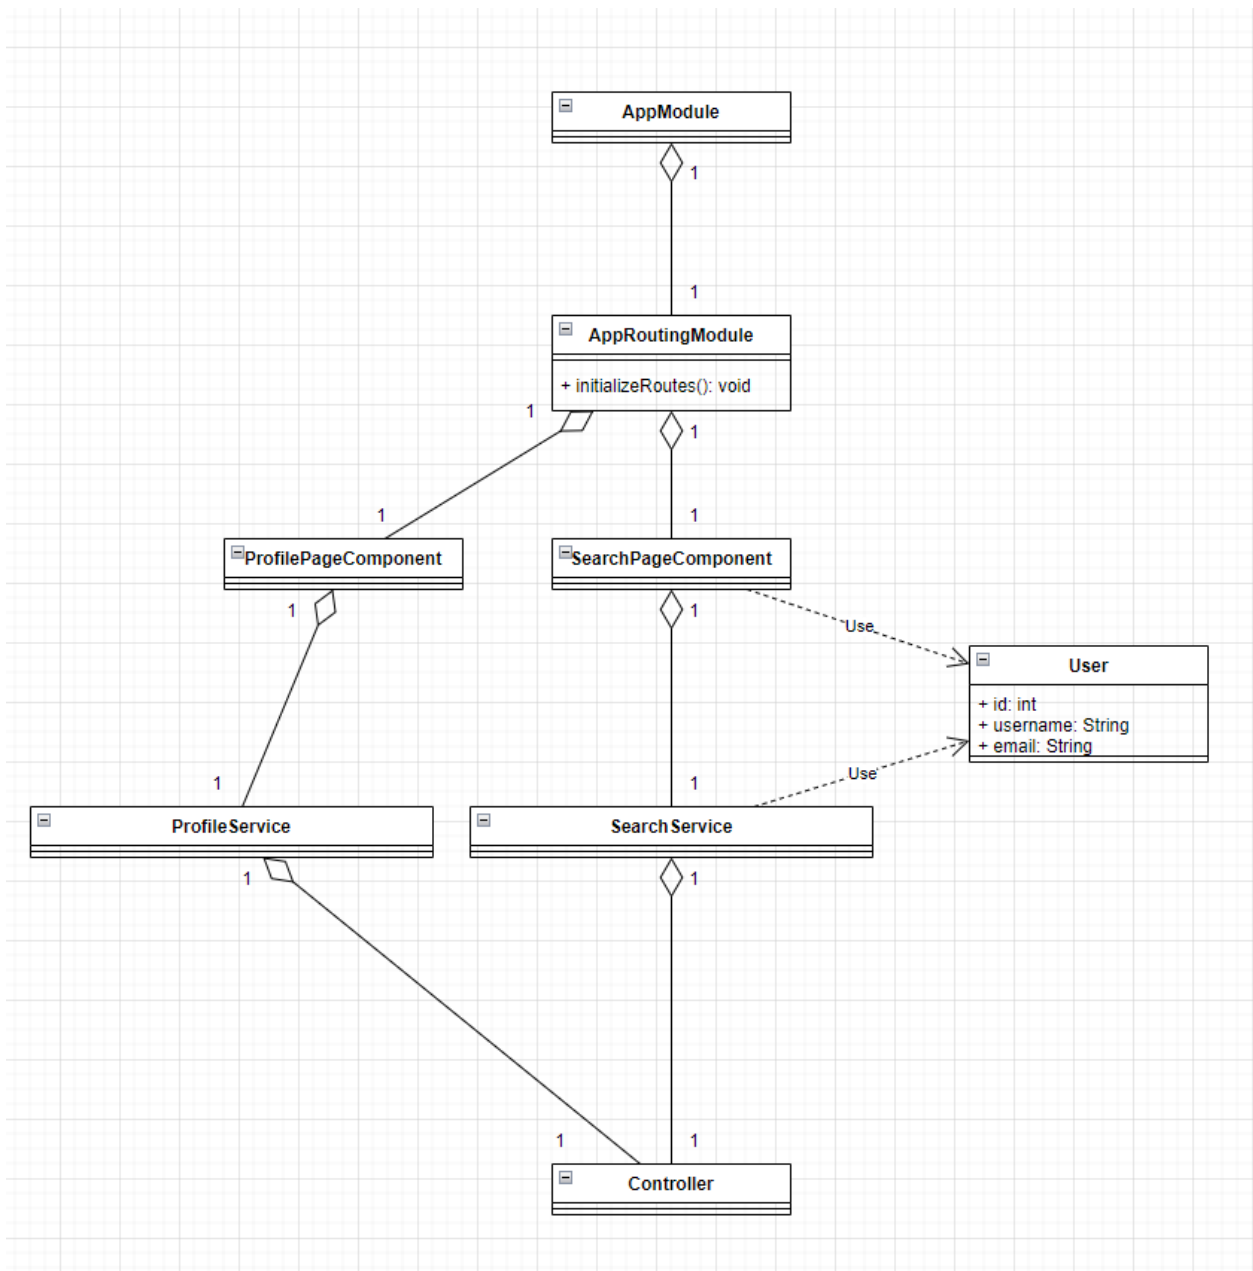 AppModule
1
1
AppRoutingModule
+ initializeRoutes(): void
1
1
1
1
ProfilePageComponent
SearchPageComponent
1
1
Use
User
+ id: int
+ username: String
+ email: String
Use
1
1
ProfileService
SearchService
1
1
1
1
Controller